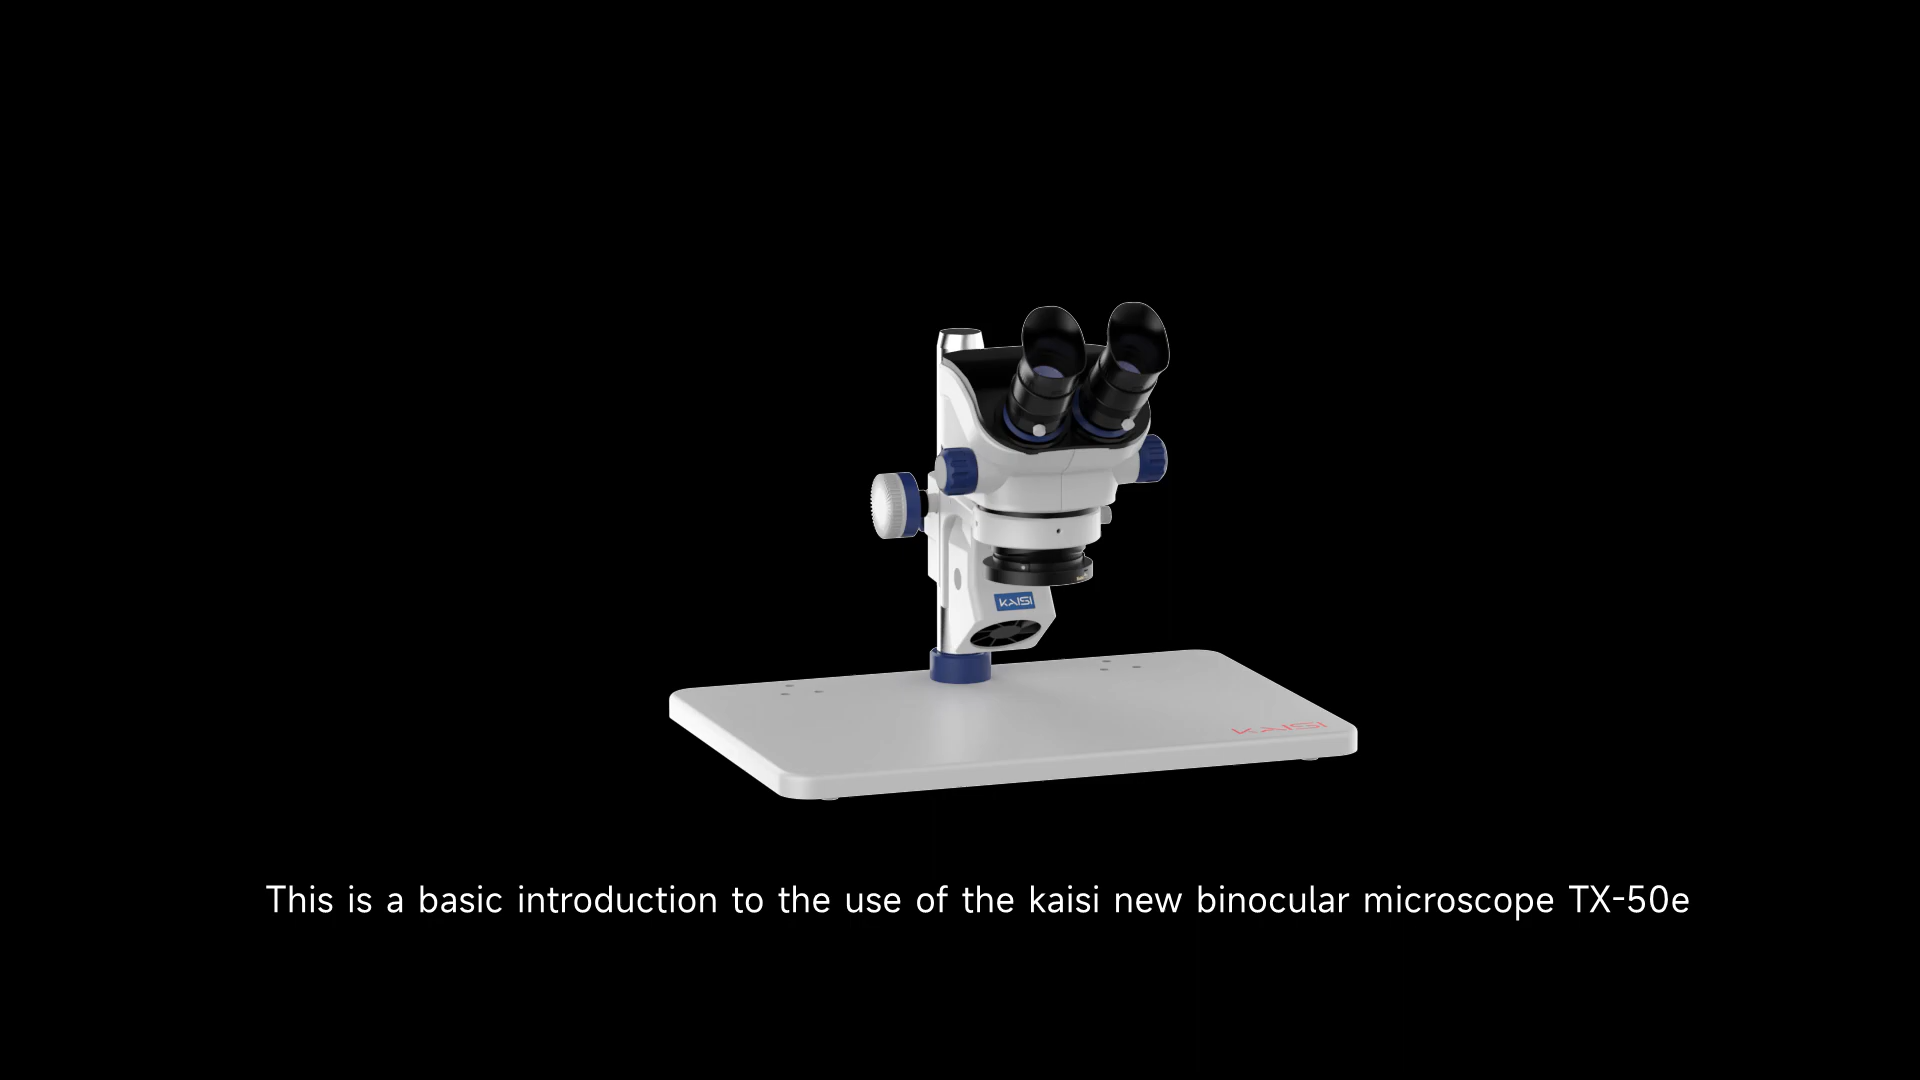 KAISI
KAISI
This is a basic introduction to the use of the kaisi new binocular microscope TX-50e